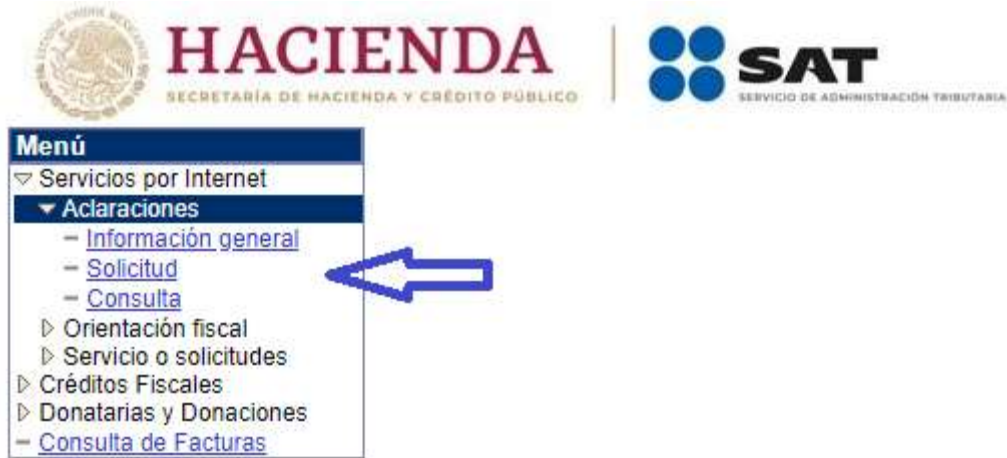 HACIENDA
SECRETARÍA DE HACIENDA Y CRÉDITO PÚBLICO
SAT
SERVICIO DE ADMINISTRACIÓN TRIBUTARIA
Menú
Servicios por Internet
Aclaraciones
Información general
Solicitud
Consulta
Orientación fiscal
Servicio o solicitudes
Créditos Fiscales
Donatarias y Donaciones
Consulta de Facturas